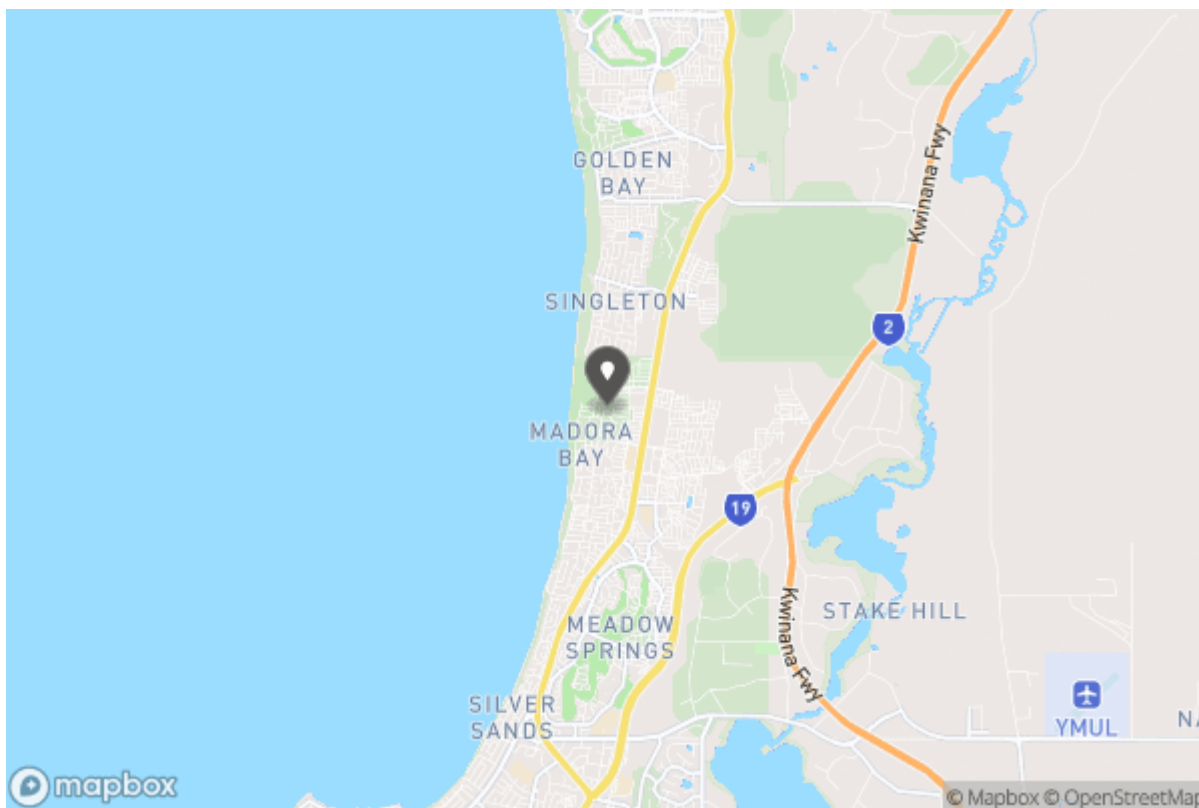 GOLDEN
BAY
Kwinana Fwy
SINGLETON
2
MADORA
BAY
19
MEADOW
SPRINGS
STAKE HILL
Kwinana Fwy
SILVER
SANDS
YMUL
NA
mapbox
© Mapbox © OpenStreetMap